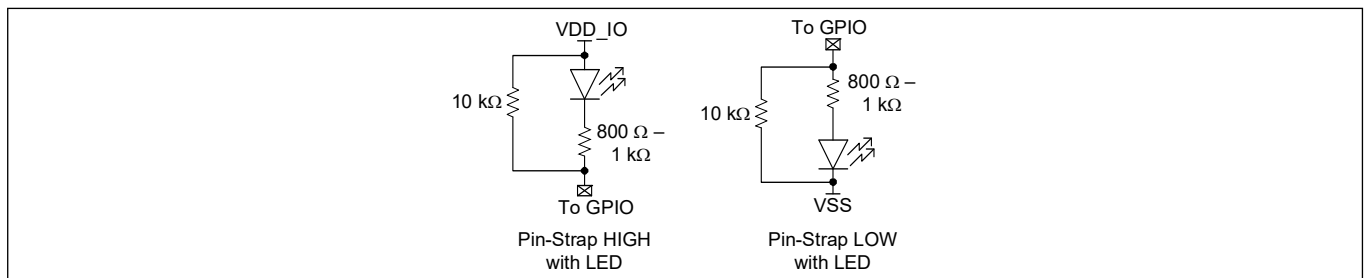 VDD_IO
10 kΩ
800 Ω –
1 kΩ
To GPIO
Pin-Strap HIGH
with LED
To GPIO
800 Ω –
1 kΩ
10 kΩ
VSS
Pin-Strap LOW
with LED